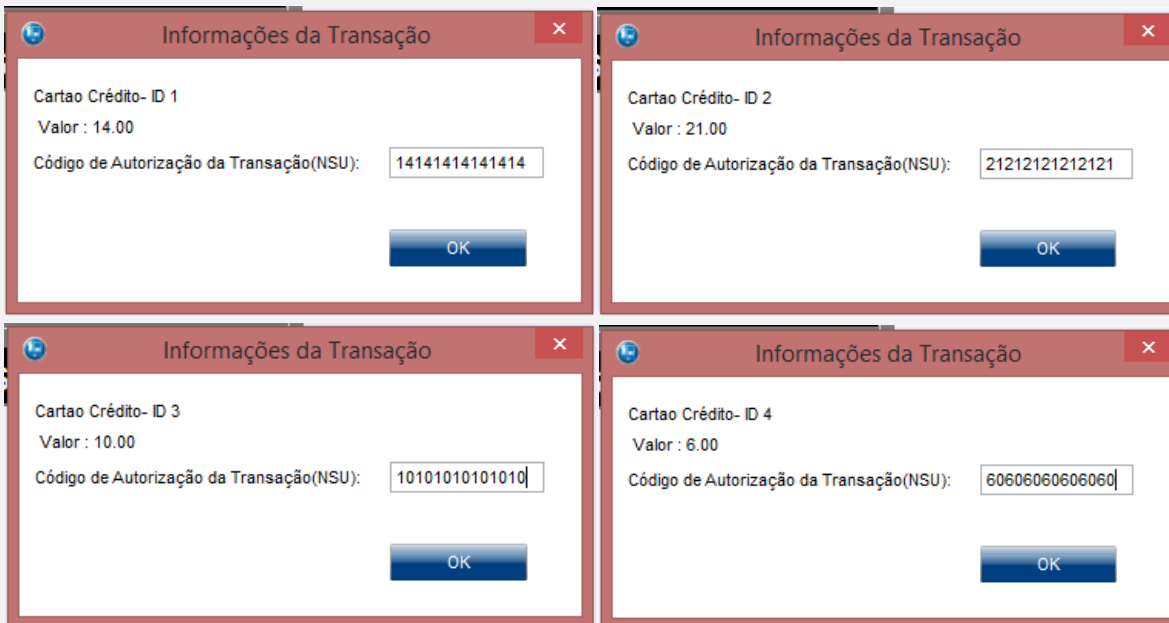 Informações da Transação
Cartao Crédito- ID 1
Valor : 14.00
Código de Autorização da Transação(NSU): 14141414141414
OK
Informações da Transação
Cartao Crédito- ID 2
Valor : 21.00
Código de Autorização da Transação(NSU): 21212121212121
OK
Informações da Transação
Cartao Crédito- ID 3
Valor : 10.00
Código de Autorização da Transação(NSU): 10101010101010
OK
Informações da Transação
Cartao Crédito- ID 4
Valor : 6.00
Código de Autorização da Transação(NSU): 60606060606060
OK